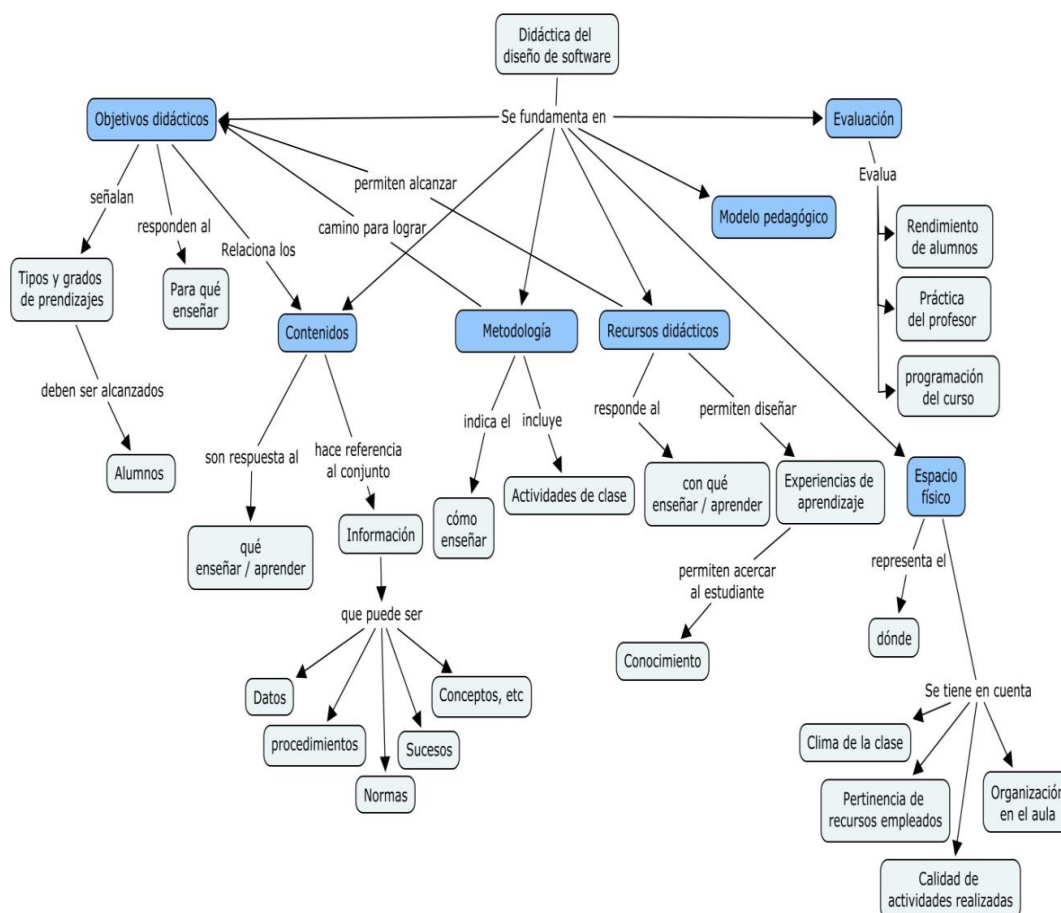 Didáctica del
diseño de software
Se fundamenta en
Objetivos didácticos
Evaluación
señalan
responden al
Relaciona los
permiten alcanzar
camino para lograr
Evalua
Modelo pedagógico
Rendimiento
de alumnos
Práctica
del profesor
programación
del curso
Tipos y grados
de prendizajes
Para qué
enseñar
Contenidos
Metodología
Recursos didácticos
deben ser alcanzados
Alumnos
son respuesta al
hace referencia
al conjunto
indica el
incluye
responde al
permiten diseñar
qué
enseñar / aprender
Información
cómo
enseñar
Actividades de clase
con qué
enseñar / aprender
Experiencias de
aprendizaje
Espacio
físico
que puede ser
permiten acercar
al estudiante
representa el
Conocimiento
dónde
Datos
procedimientos
Normas
Sucesos
Conceptos, etc
Se tiene en cuenta
Clima de la clase
Pertinencia de
recursos empleados
Calidad de
actividades realizadas
Organización
en el aula